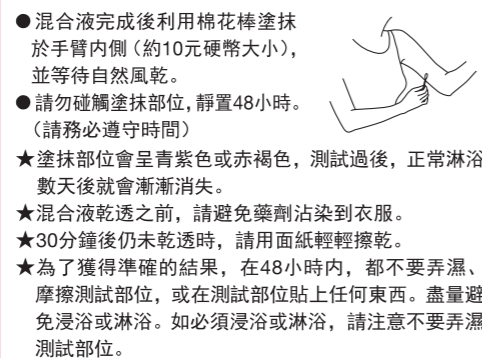 ●混合液完成後利用棉花棒塗抹
於手臂內側（約10元硬幣大小），
並等待自然風乾。
●請勿碰觸塗抹部位，靜置48小時。
（請務必遵守時間）
★塗抹部位會呈青紫色或赤褐色，測試過後，正常淋浴
數天後就會漸漸消失。
★混合液乾透之前，請避免藥劑沾染到衣服。
★30分鐘後仍未乾透時，請用面紙輕輕擦乾。
★為了獲得準確的結果，在48小時內，都不要弄濕、
摩擦測試部位，或在測試部位貼上任何東西。盡量避
免浸浴或淋浴。如必須浸浴或淋浴，請注意不要弄濕
測試部位。